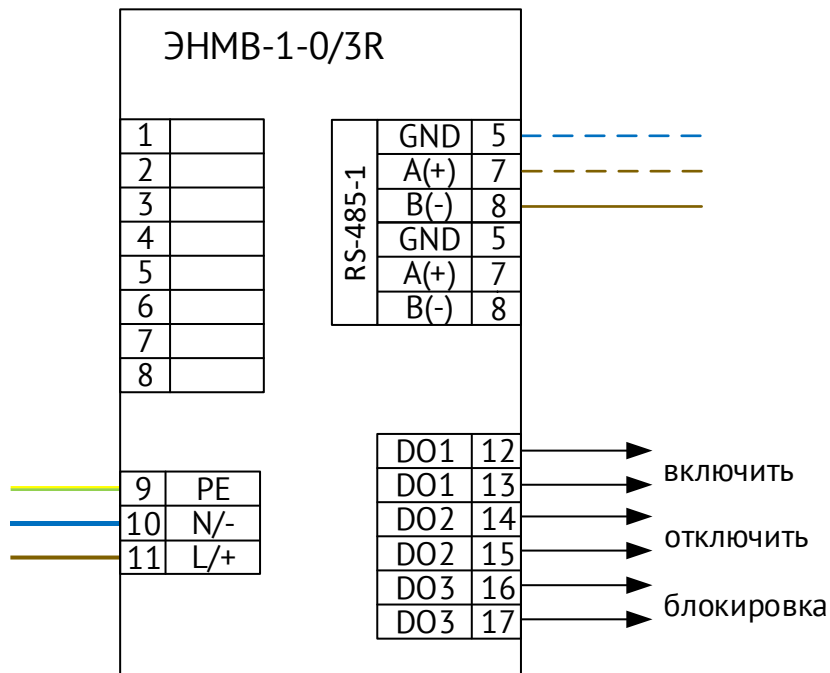 ЭНМВ-1-0/3R
1
2
3
4
5
6
7
8
9 PE
10 N/-
11 L/+
RS-485-1
GND 5
A(+) 7
B(-) 8
GND 5
A(+) 7
B(-) 8
DO1 12
DO1 13
DO2 14
DO2 15
DO3 16
DO3 17
включить
отключить
блокировка